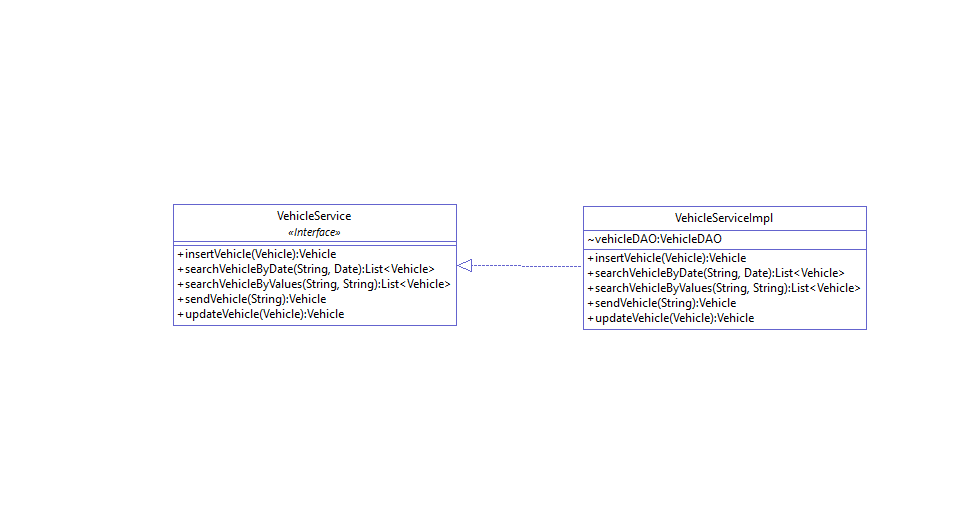 VehicleService
«Interface»
+insertVehicle(Vehicle):Vehicle
+searchVehicleByDate(String, Date):List<Vehicle>
+searchVehicleByValues(String, String):List<Vehicle>
+sendVehicle(String):Vehicle
+updateVehicle(Vehicle):Vehicle
VehicleServiceImpl
~vehicleDAO:VehicleDAO
+insertVehicle(Vehicle):Vehicle
+searchVehicleByDate(String, Date):List<Vehicle>
+searchVehicleByValues(String, String):List<Vehicle>
+sendVehicle(String):Vehicle
+updateVehicle(Vehicle):Vehicle